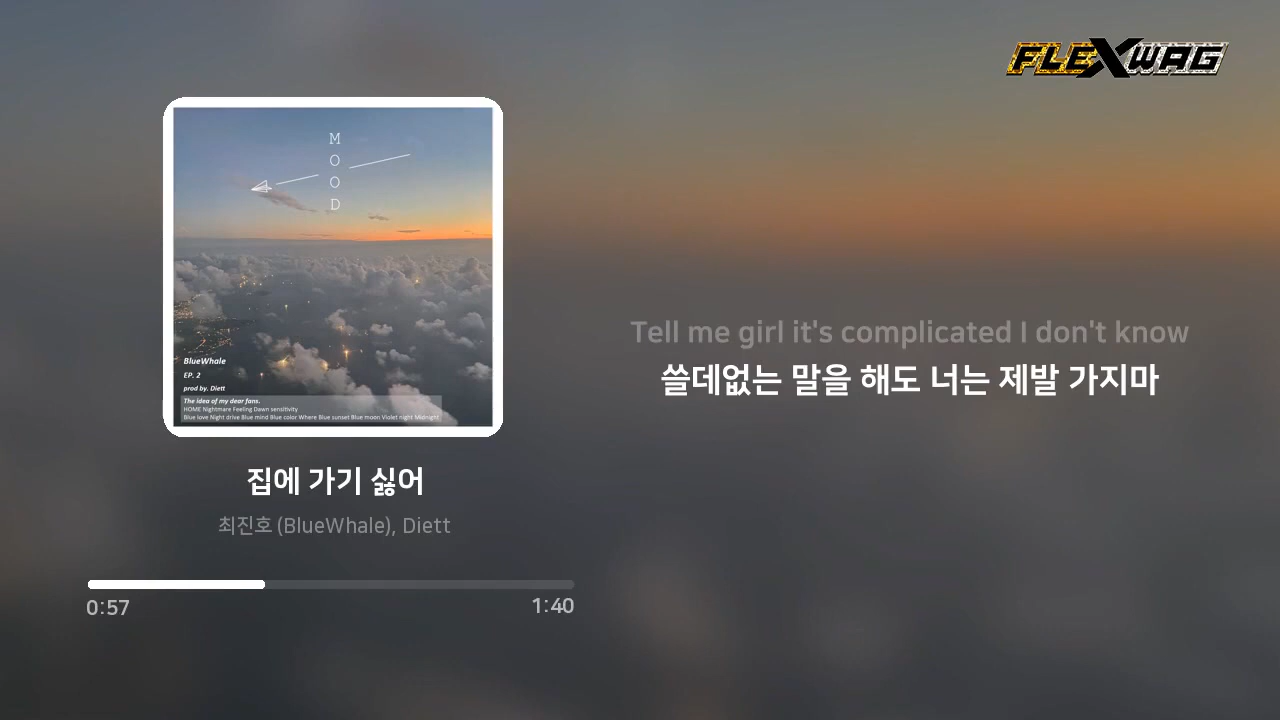 FLEXWAG
M
O
O
D
BlueWhale
EP. 2
prod by. Diett
The idea of my dear fans.
HOME Nightmare Feeling Dawn sensitivity
Blue love Night drive Blue mind Blue color Where Blue sunset Blue moon Violet night Midnight
집에 가기 싫어
최진호 (BlueWhale), Diett
0:57
1:40
Tell me girl it's complicated I don't know
쓸데없는 말을 해도 너는 제발 가지마